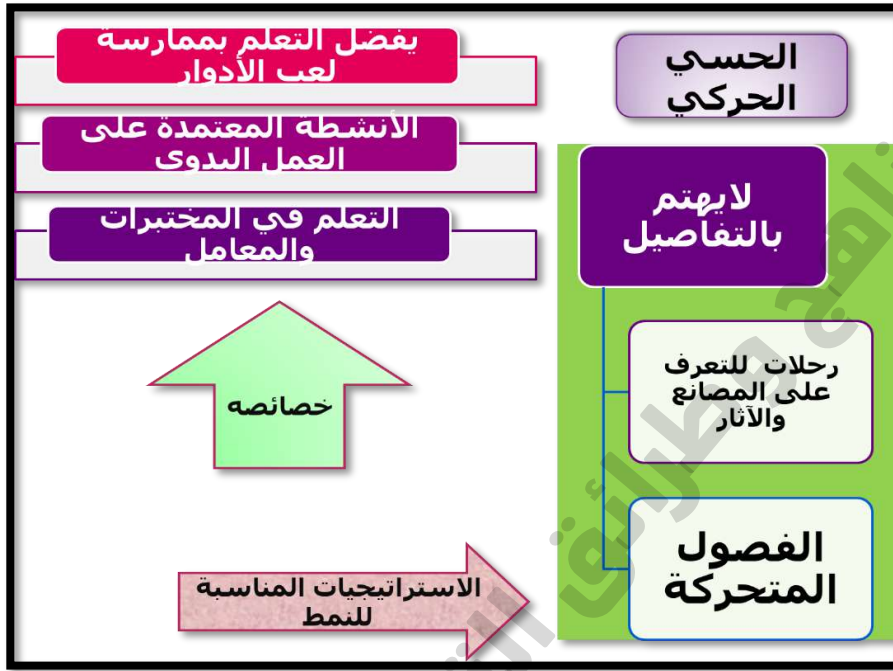 الحسي
الحركي
يفضل التعلم بممارسة
لعب الأدوار
الأنشطة المعتمدة على
العمل اليدوي
التعلم في المختبرات
والمعامل
خصائصه
لايهتم
بالتفاصيل
رحلات للتعرف
على المصانع
والآثار
الفصول
المتحركة
الاستراتيجيات المناسبة
للنمط